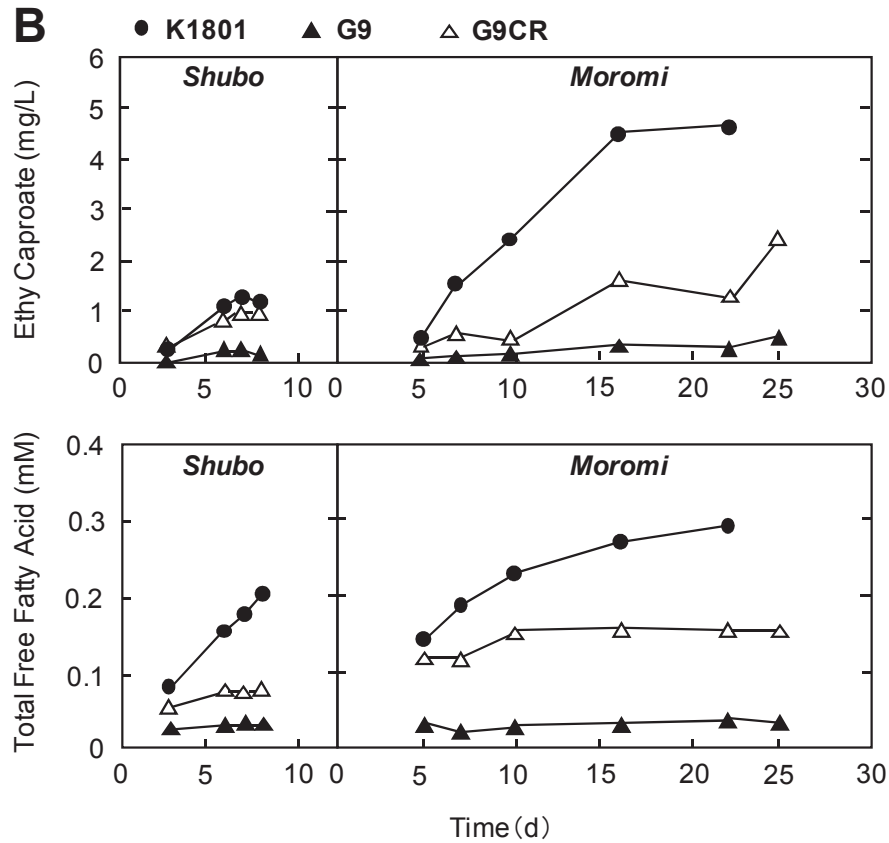 B
K1801 G9 G9CR
Shubo Moromi
Ethy Caproate (mg/L)
6
5
4
3
2
1
0
0 5 10 0 5 10 15 20 25 30
Shubo Moromi
Total Free Fatty Acid (mM)
0.4
0.3
0.2
0.1
0
0 5 10 0 5 10 15 20 25 30
Time(d)